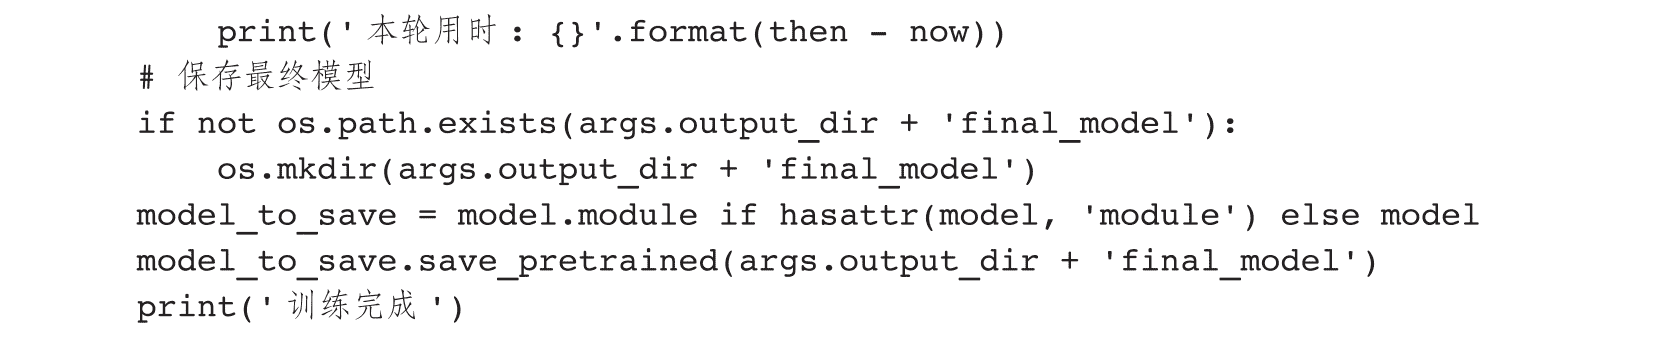 print('本轮用时: {}'.format(then - now))
# 保存最终模型
if not os.path.exists(args.output_dir + 'final_model'):
    os.mkdir(args.output_dir + 'final_model')
model_to_save = model.module if hasattr(model, 'module') else model
model_to_save.save_pretrained(args.output_dir + 'final_model')
print('训练完成')